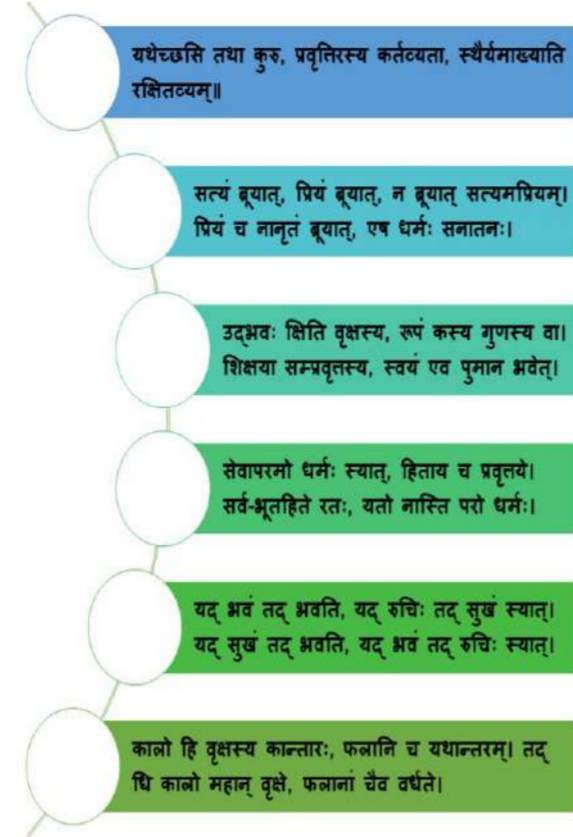 यथेच्छसि तथा कुरु, प्रवृत्तिरस्य कर्तव्यता, स्थैर्यमाख्याति
रक्षितव्यम्॥
सत्यं ब्रूयात्, प्रियं ब्रूयात्, न ब्रूयात् सत्यमप्रियम्।
प्रियं च नानृतं ब्रूयात्, एष धर्मः सनातनः।
उद्भवः क्षिति वृक्षस्य, रूपं कस्य गुणस्य वा।
शिक्षया सम्प्रवृत्तस्य, स्वयं एव पुमान भवेत्।
सेवापरमो धर्मः स्यात्, हिताय च प्रवृत्तये।
सर्व-भूतहिते रतः, यतो नास्ति परो धर्मः।
यद् भवं तद् भवति, यद् रुचिः तद् सुखं स्यात्।
यद् सुखं तद् भवति, यद् भवं तद् रुचिः स्यात्।
कालो हि वृक्षस्य कान्तारः, फलानि च यथान्तरम्। तद्
धि कालो महान् वृक्षे, फलानां चैव वर्धते।